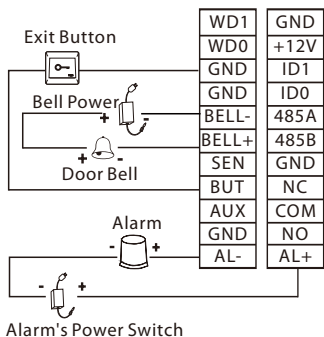 Exit Button
Bell Power
+ -
+ -
Door Bell
Alarm
- +
- +
Alarm's Power Switch
WD1 GND
WD0 +12V
GND ID1
GND ID0
BELL- 485A
BELL+ 485B
SEN GND
BUT NC
AUX COM
GND NO
AL- AL+